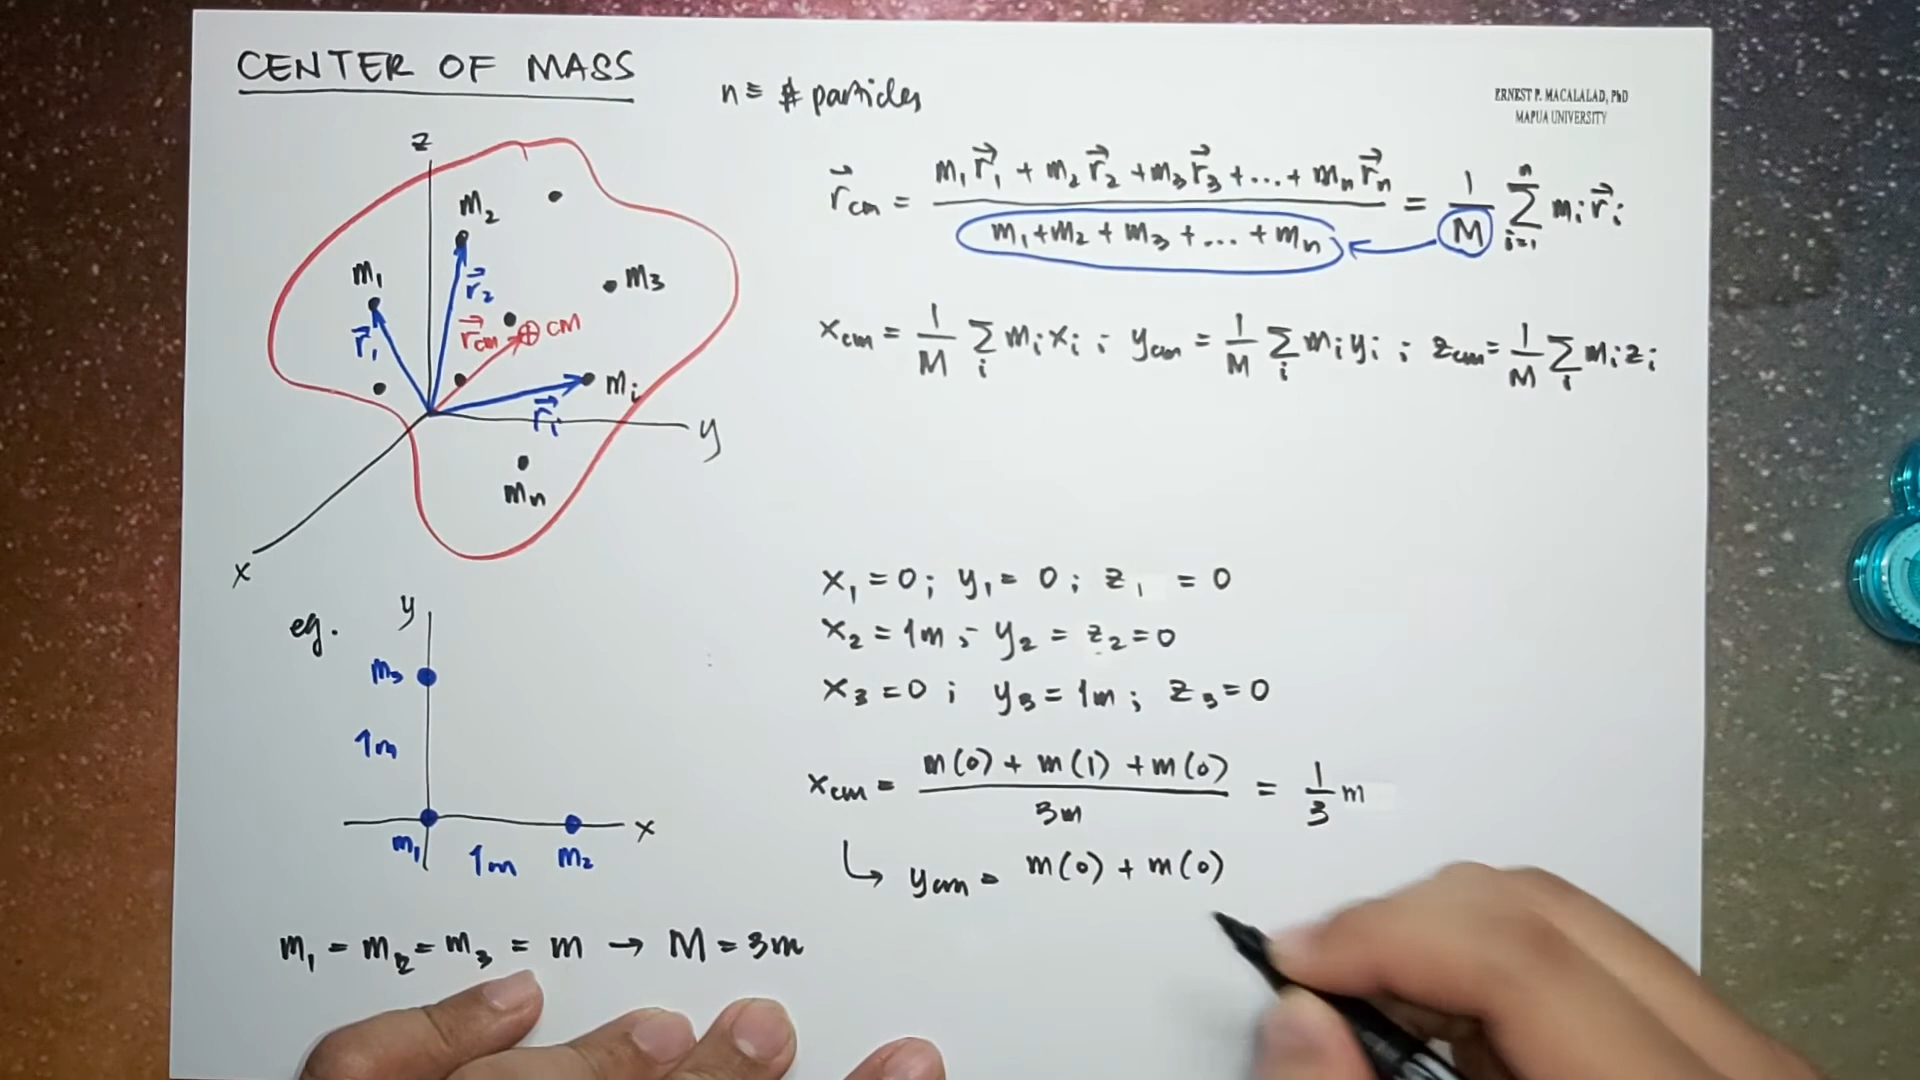 CENTER OF MASS
n ≡ # particles
ERNEST P. MACALALAD, PhD
MAPUA UNIVERSITY
z
m₂
m₁
m₃
r⃗₂
r⃗₁
r⃗cm
CM
mᵢ
r⃗ᵢ
y
mₙ
x
r⃗cm = (m₁r⃗₁ + m₂r⃗₂ + m₃r⃗₃ + ... + mₙr⃗ₙ) / (m₁ + m₂ + m₃ + ... + mₙ) = 1/M Σᵢ₌₁ⁿ mᵢr⃗ᵢ
xcm = 1/M Σᵢ mᵢxᵢ ; ycm = 1/M Σᵢ mᵢyᵢ ; zcm = 1/M Σᵢ mᵢzᵢ
eg.
y
m₃
1m
x
m₁
1m
m₂
m₁ = m₂ = m₃ = m → M = 3m
x₁ = 0 ; y₁ = 0 ; z₁ = 0
x₂ = 1m ; y₂ = z₂ = 0
x₃ = 0 ; y₃ = 1m ; z₃ = 0
xcm = (m(0) + m(1) + m(0)) / 3m = 1/3 m
↳ ycm = m(0) + m(0)